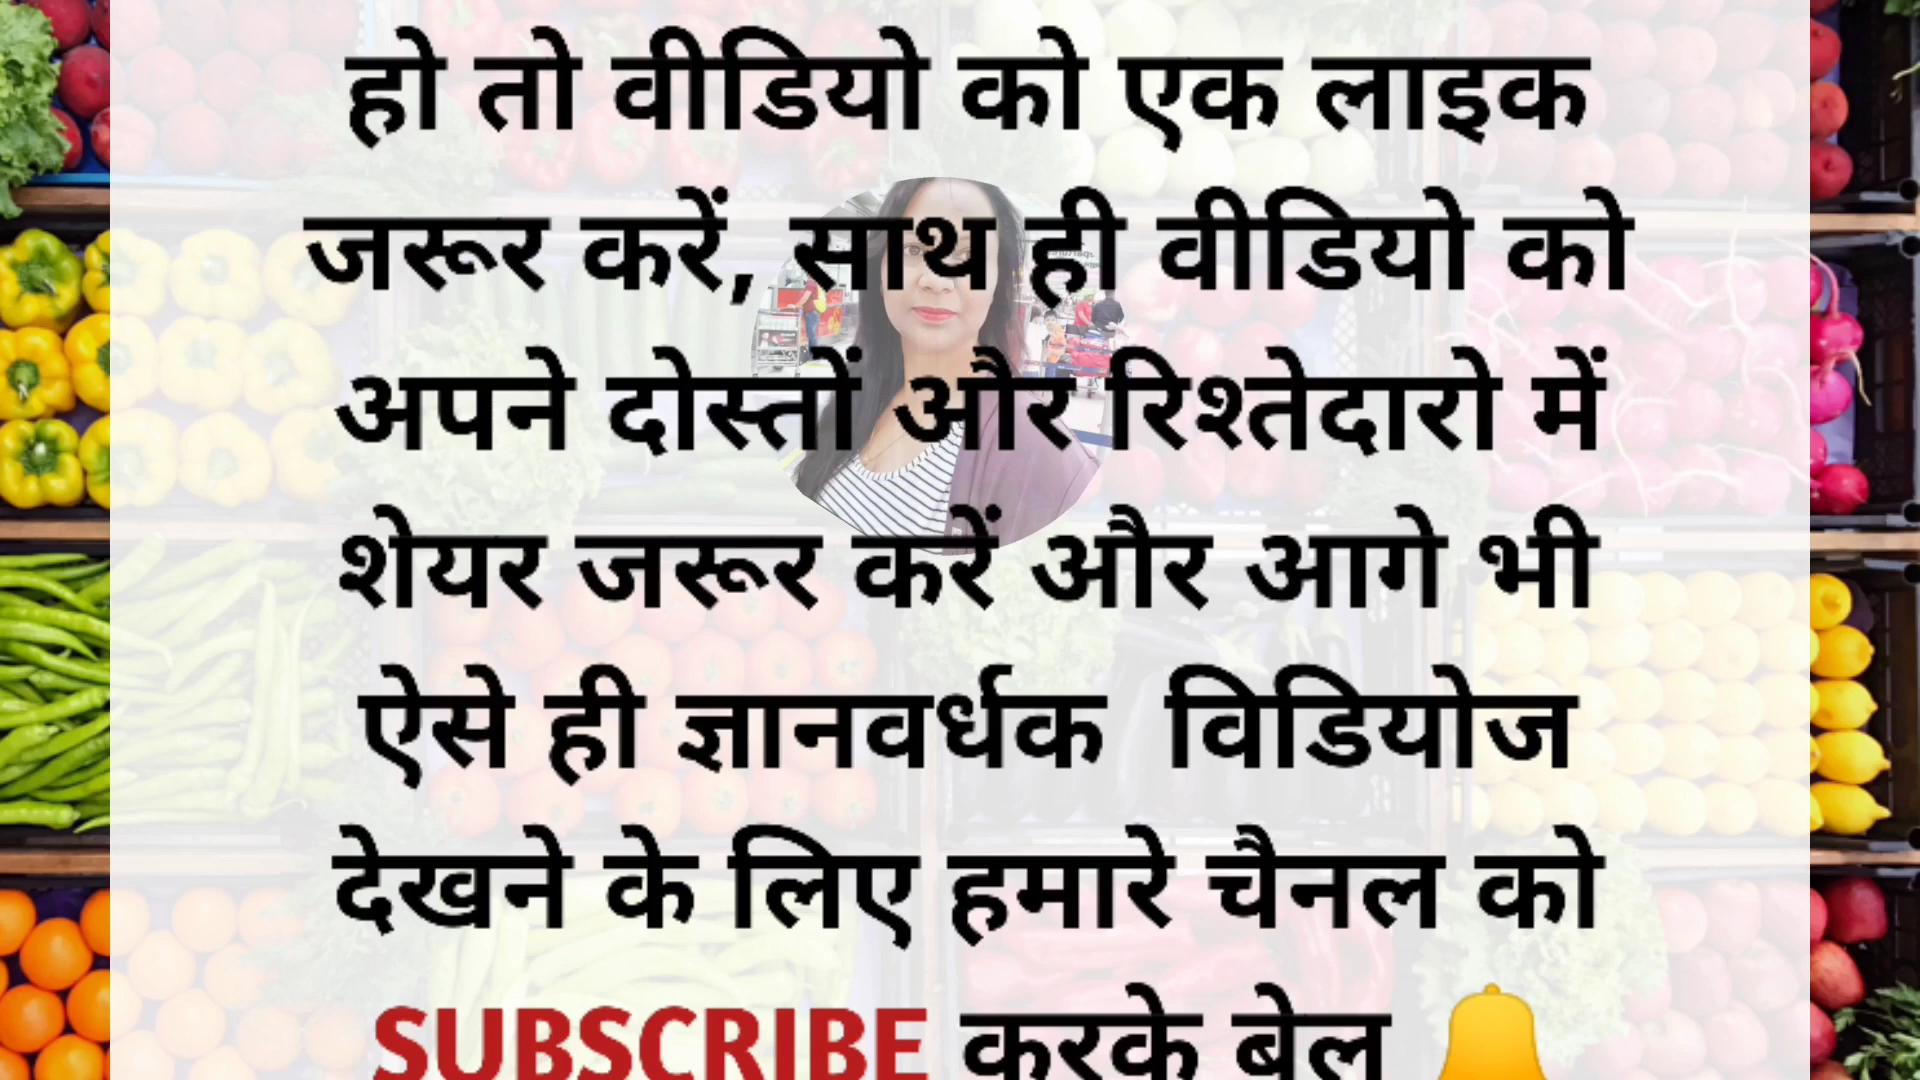 हो तो वीडियो को एक लाइक
जरूर करें, साथ ही वीडियो को
अपने दोस्तों और रिश्तेदारो में
शेयर जरूर करें और आगे भी
ऐसे ही ज्ञानवर्धक  विडियोज
देखने के लिए हमारे चैनल को
SUBSCRIBE करके बेल 🔔